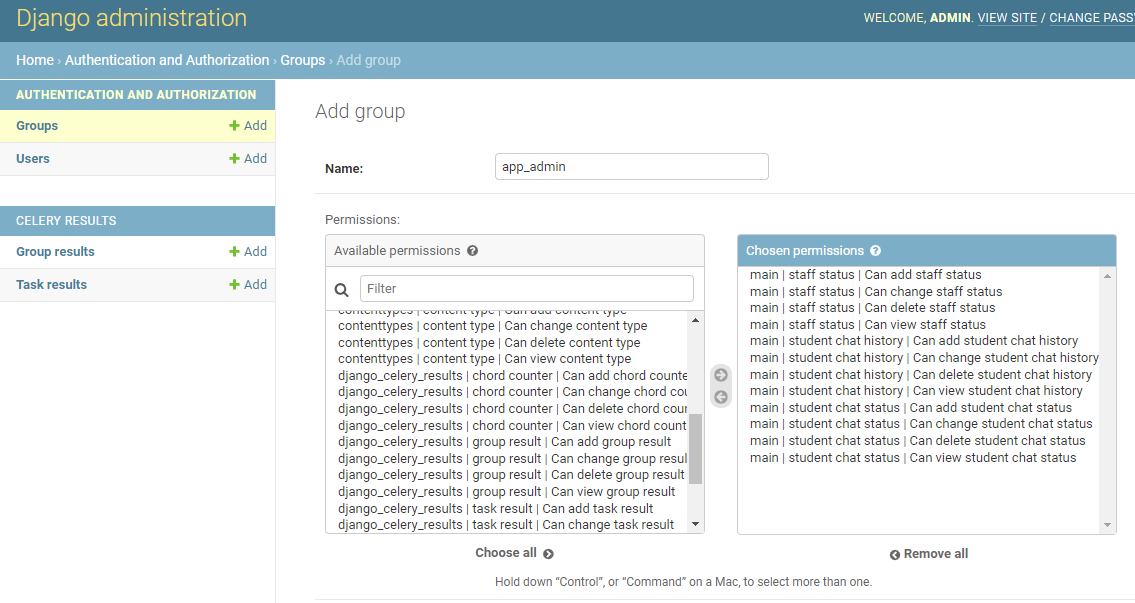 Django administration
WELCOME, ADMIN. VIEW SITE / CHANGE PASS
Home › Authentication and Authorization › Groups › Add group
AUTHENTICATION AND AUTHORIZATION
Groups + Add
Users + Add
CELERY RESULTS
Group results + Add
Task results + Add
Add group
Name: app_admin
Permissions:
Available permissions ?
Filter
contenttypes | content type | Can add content type
contenttypes | content type | Can change content type
contenttypes | content type | Can delete content type
contenttypes | content type | Can view content type
django_celery_results | chord counter | Can add chord counte
django_celery_results | chord counter | Can change chord cou
django_celery_results | chord counter | Can delete chord coun
django_celery_results | chord counter | Can view chord count
django_celery_results | group result | Can add group result
django_celery_results | group result | Can change group resul
django_celery_results | group result | Can delete group result
django_celery_results | group result | Can view group result
django_celery_results | task result | Can add task result
django_celery_results | task result | Can change task result
Choose all
Chosen permissions ?
main | staff status | Can add staff status
main | staff status | Can change staff status
main | staff status | Can delete staff status
main | staff status | Can view staff status
main | student chat history | Can add student chat history
main | student chat history | Can change student chat history
main | student chat history | Can delete student chat history
main | student chat history | Can view student chat history
main | student chat status | Can add student chat status
main | student chat status | Can change student chat status
main | student chat status | Can delete student chat status
main | student chat status | Can view student chat status
Remove all
Hold down “Control”, or “Command” on a Mac, to select more than one.